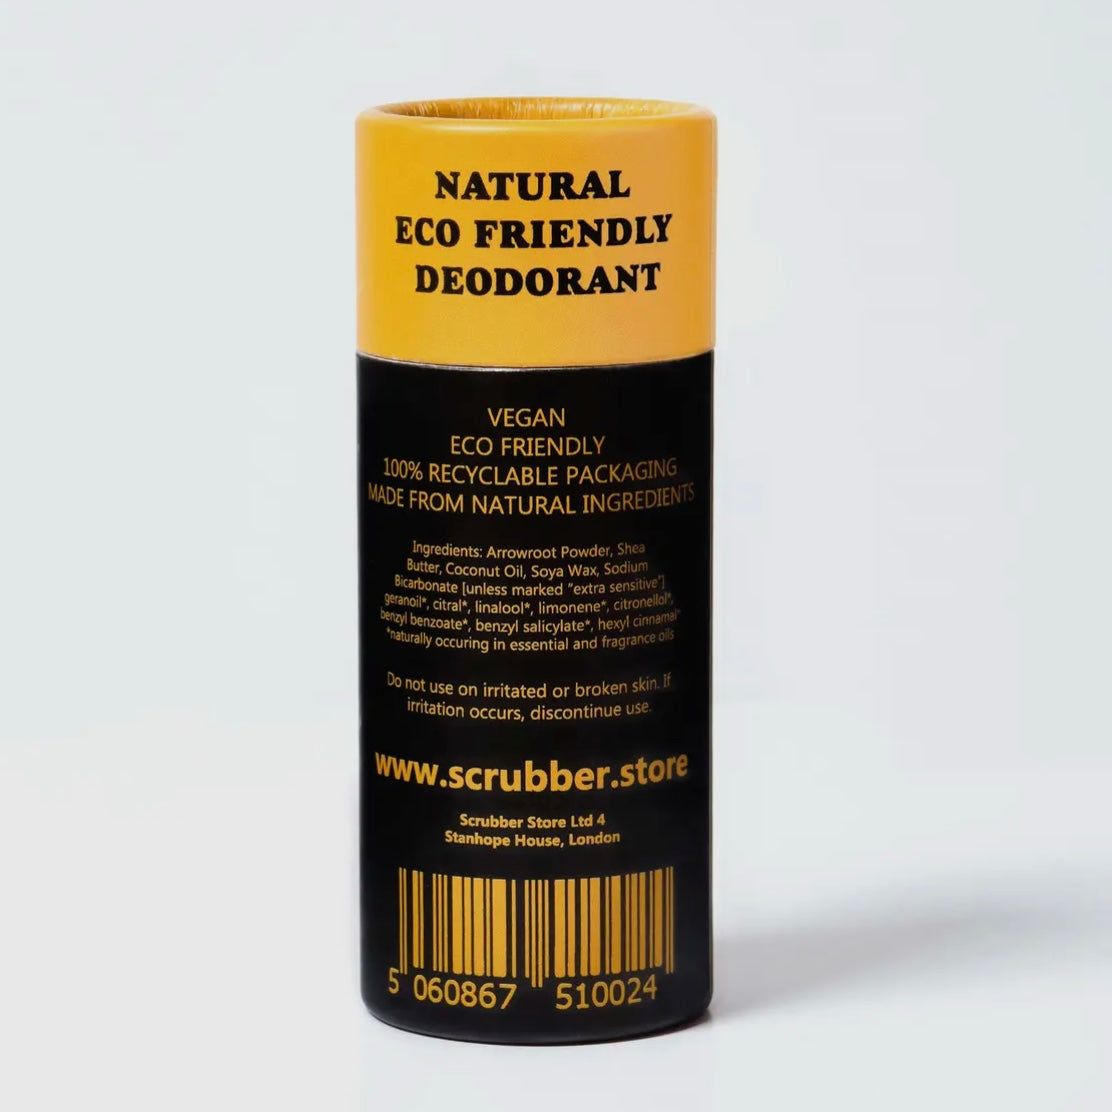 NATURAL
ECO FRIENDLY
DEODORANT
VEGAN
ECO FRIENDLY
100% RECYCLABLE PACKAGING
MADE FROM NATURAL INGREDIENTS
Ingredients: Arrowroot Powder, Shea
Butter, Coconut Oil, Soya Wax, Sodium
Bicarbonate [unless marked "extra sensitive"]
geranoil*, citral*, linalool*, limonene*, citronellol*,
benzyl benzoate*, benzyl salicylate*, hexyl cinnamal*
*naturally occuring in essential and fragrance oils
Do not use on irritated or broken skin. If
irritation occurs, discontinue use.
www.scrubber.store
Scrubber Store Ltd 4
Stanhope House, London
5 060867 510024